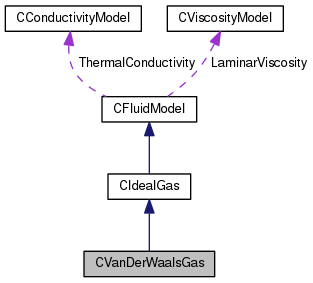 CConductivityModel CViscosityModel
ThermalConductivity LaminarViscosity
CFluidModel
CIdealGas
CVanDerWaalsGas